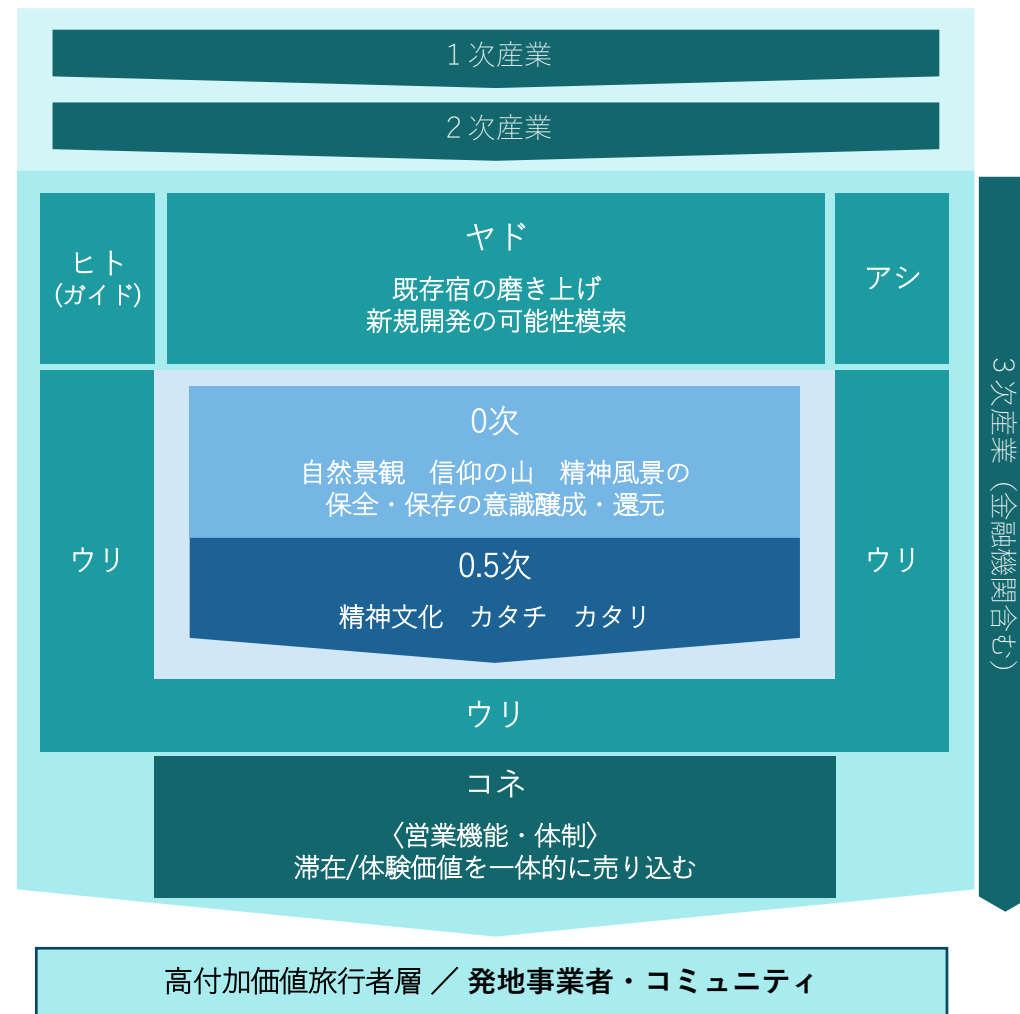 1次産業
2次産業
ヒト
(ガイド)
ヤド
既存宿の磨き上げ
新規開発の可能性模索
アシ
0次
自然景観　信仰の山　精神風景の
保全・保存の意識醸成・還元
0.5次
精神文化　カタチ　カタリ
ウリ
ウリ
ウリ
コネ
〈営業機能・体制〉
滞在/体験価値を一体的に売り込む
3次産業（金融機関含む）
高付加価値旅行者層 ／ 発地事業者・コミュニティ